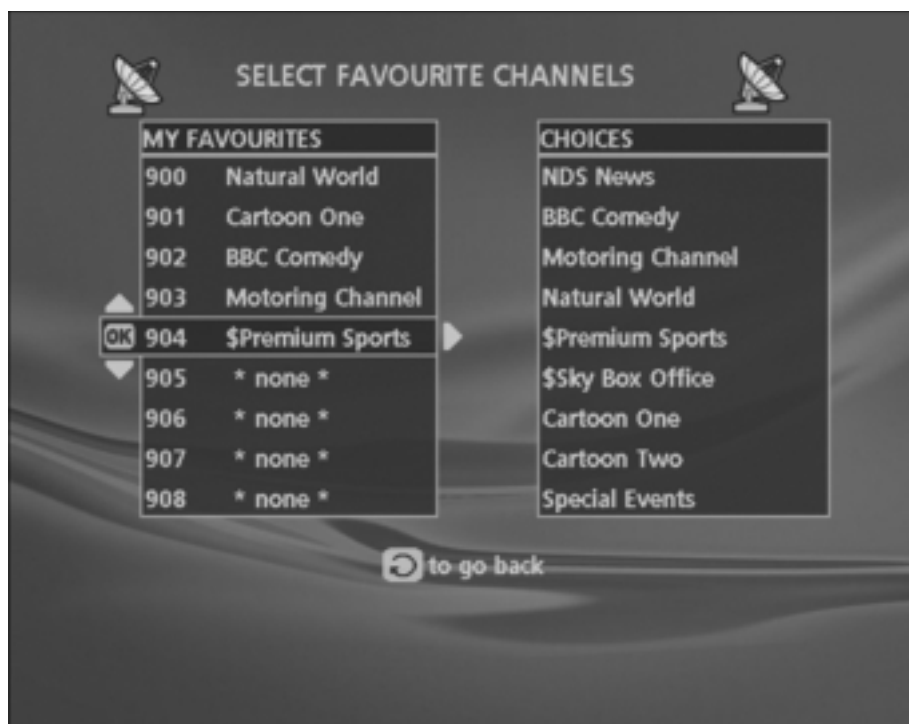 SELECT FAVOURITE CHANNELS
MY FAVOURITES
900 Natural World
901 Cartoon One
902 BBC Comedy
903 Motoring Channel
OK 904 $Premium Sports
905 * none *
906 * none *
907 * none *
908 * none *
CHOICES
NDS News
BBC Comedy
Motoring Channel
Natural World
$Premium Sports
$Sky Box Office
Cartoon One
Cartoon Two
Special Events
to go back